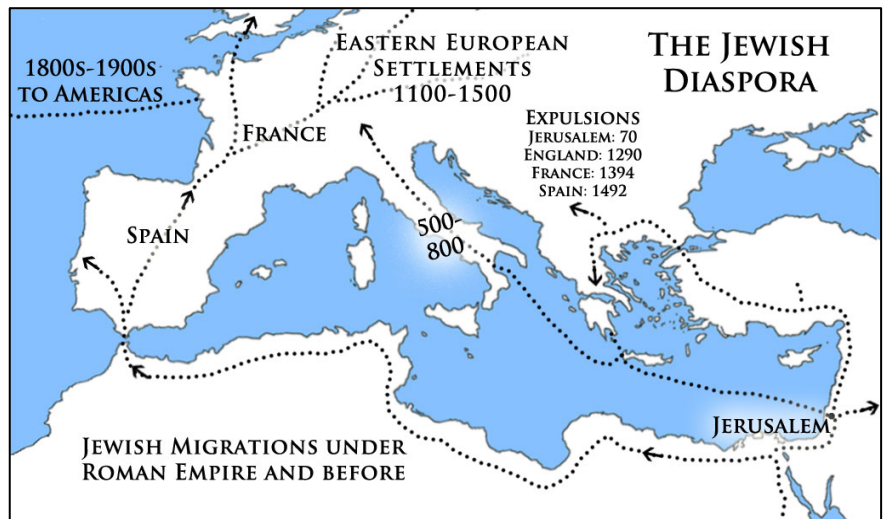 The Jewish
Diaspora
1800s-1900s
to Americas
Eastern European
Settlements
1100-1500
Expulsions
Jerusalem: 70
England: 1290
France: 1394
Spain: 1492
France
Spain
500-
800
Jerusalem
Jewish Migrations under
Roman Empire and before